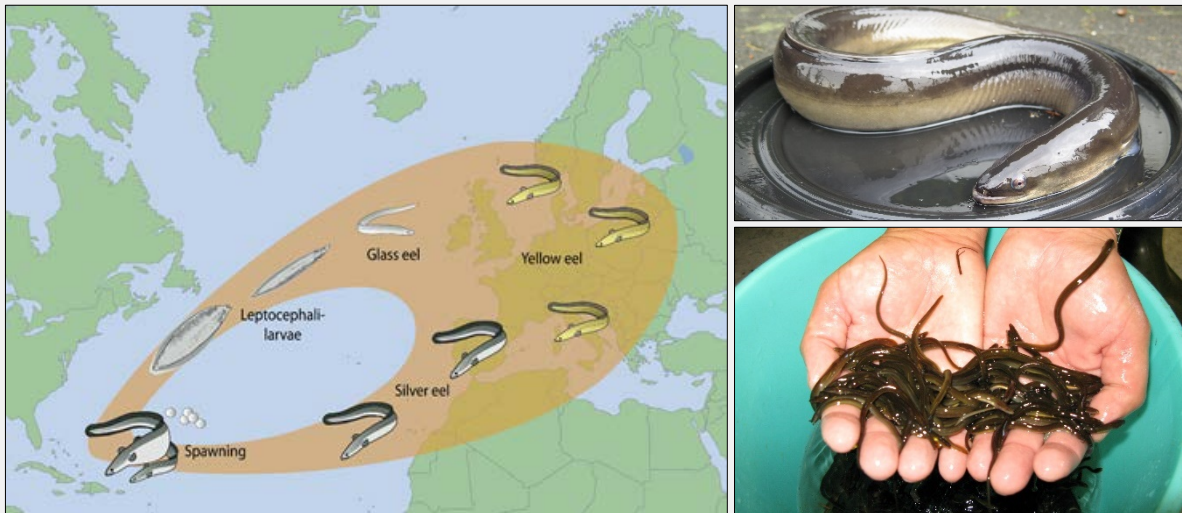 Glass eel
Yellow eel
Leptocephali-
larvae
Silver eel
Spawning